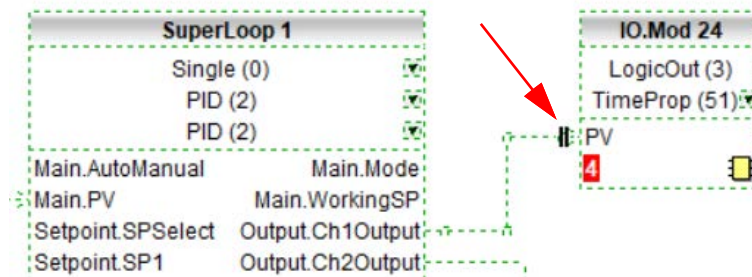 SuperLoop 1
Single (0)
PID (2)
PID (2)
Main.AutoManual Main.Mode
Main.PV Main.WorkingSP
Setpoint.SPSelect Output.Ch1Output
Setpoint.SP1 Output.Ch2Output
IO.Mod 24
LogicOut (3)
TimeProp (51)
PV
4